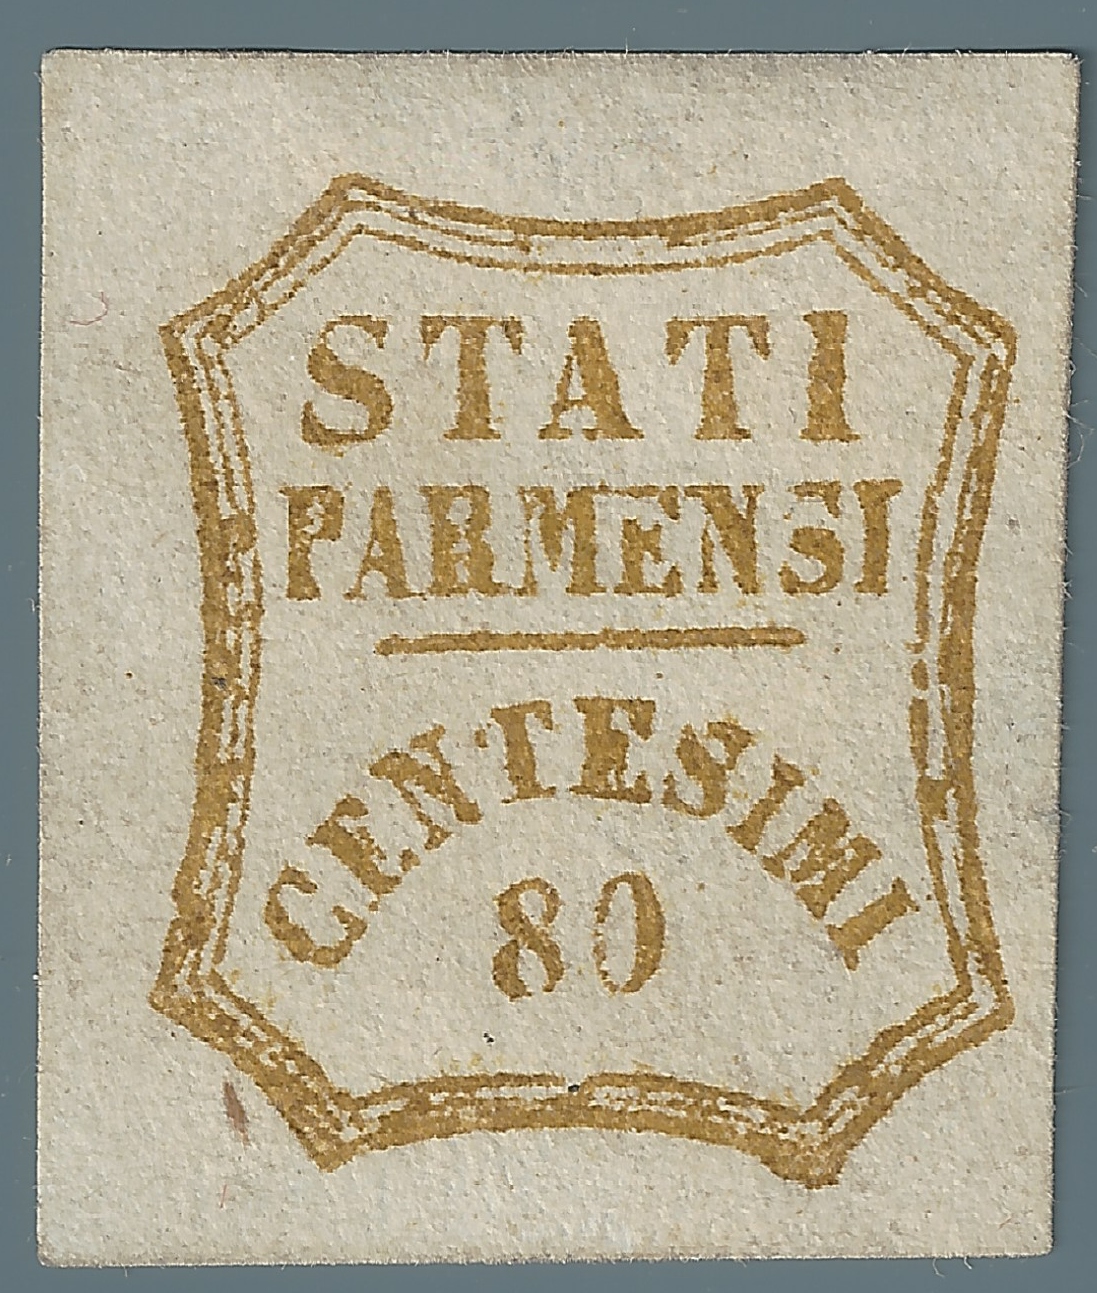 STATI
PARMENSI
CENTESIMI
80